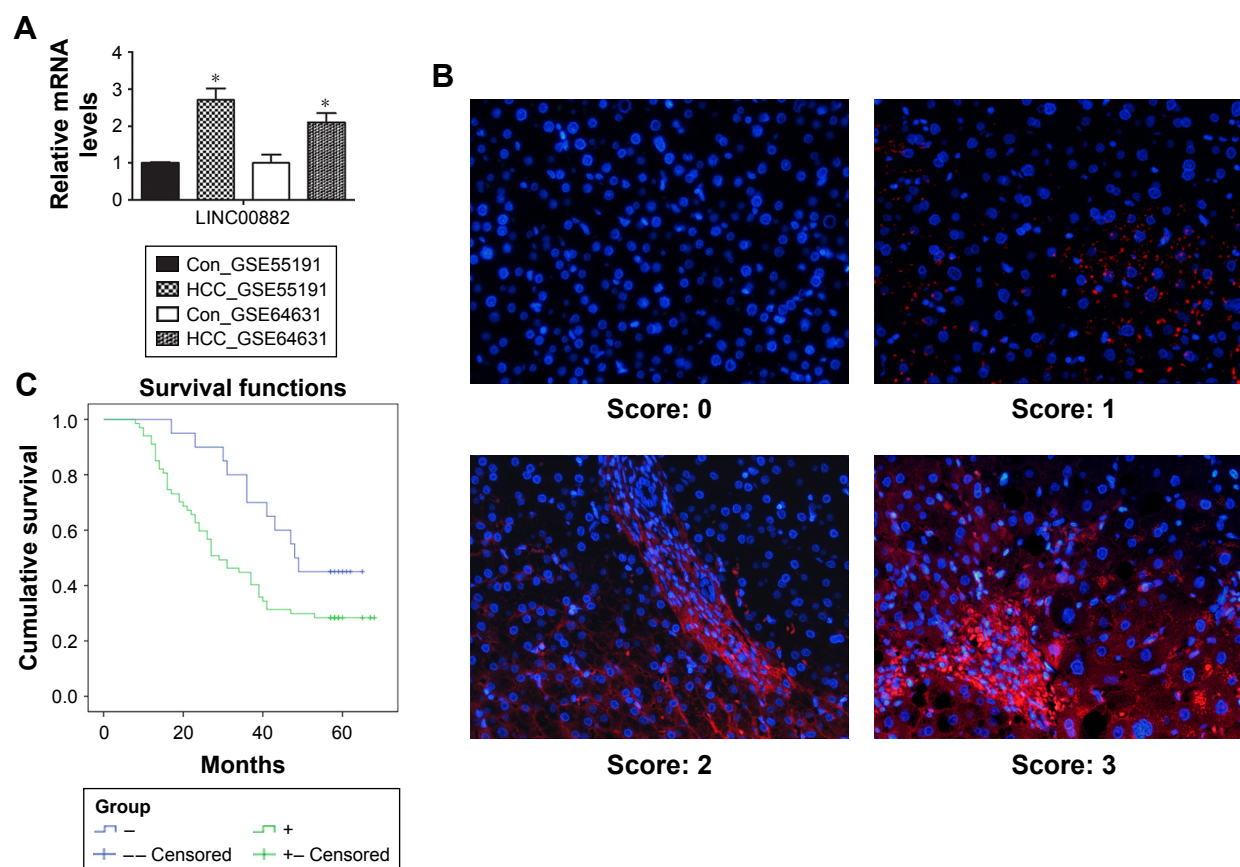 A
Relative mRNA
levels
4
3
2
1
0
*
*
LINC00882
Con_GSE55191
HCC_GSE55191
Con_GSE64631
HCC_GSE64631
B
Score: 0
Score: 1
Score: 2
Score: 3
C
Survival functions
Cumulative survival
1.0
0.8
0.6
0.4
0.2
0.0
0 20 40 60
Months
Group
– +
–– Censored +– Censored